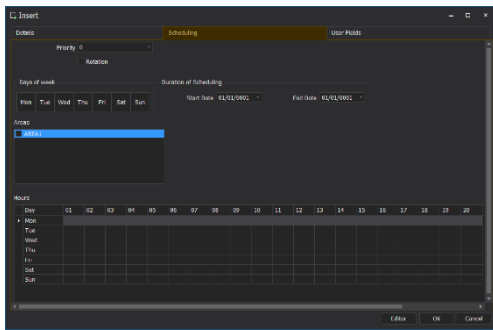 Insert
Details Scheduling User Fields
Priority 0
Rotation
Days of week Duration of Scheduling
Mon Tue Wed Thu Fri Sat Sun Start Date 01/01/0001 End Date 01/01/0001
Areas
AREA1
Hours
Day 01 02 03 04 05 06 07 08 09 10 11 12 13 14 15 16 17 18 19 20
Mon
Tue
Wed
Thu
Fri
Sat
Sun
Editor OK Cancel